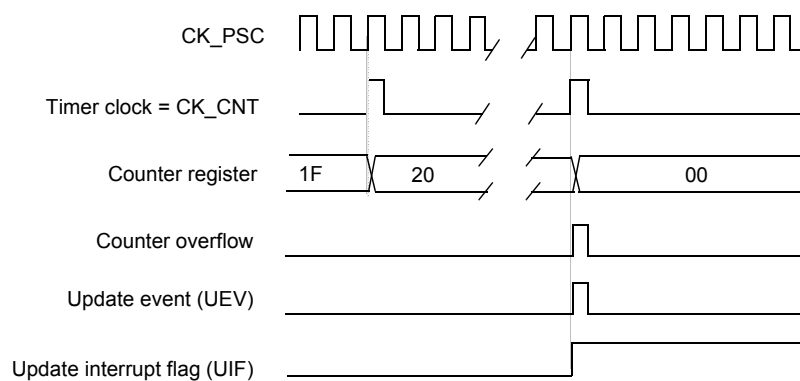 CK_PSC
Timer clock = CK_CNT
Counter register 1F 20 00
Counter overflow
Update event (UEV)
Update interrupt flag (UIF)